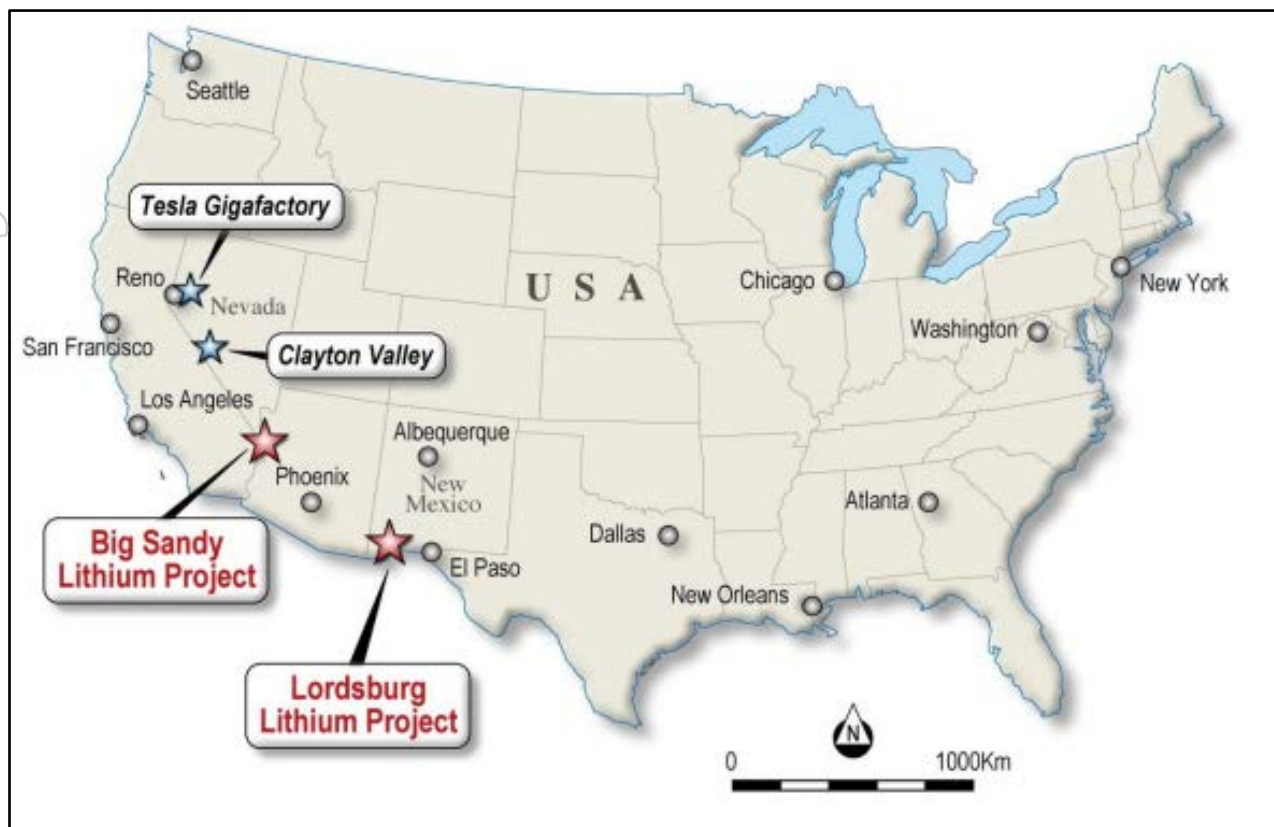 Seattle
Tesla Gigafactory
Reno
Nevada
USA
Chicago
New York
San Francisco
Clayton Valley
Washington
Los Angeles
Albequerque
Phoenix
New
Mexico
Atlanta
Big Sandy
Lithium Project
Dallas
El Paso
New Orleans
Lordsburg
Lithium Project
N
0
1000Km